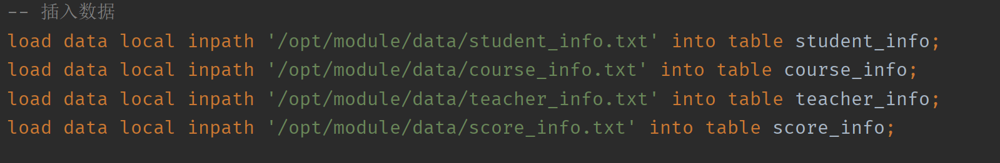 -- 插入数据
load data local inpath '/opt/module/data/student_info.txt' into table student_info;
load data local inpath '/opt/module/data/course_info.txt' into table course_info;
load data local inpath '/opt/module/data/teacher_info.txt' into table teacher_info;
load data local inpath '/opt/module/data/score_info.txt' into table score_info;